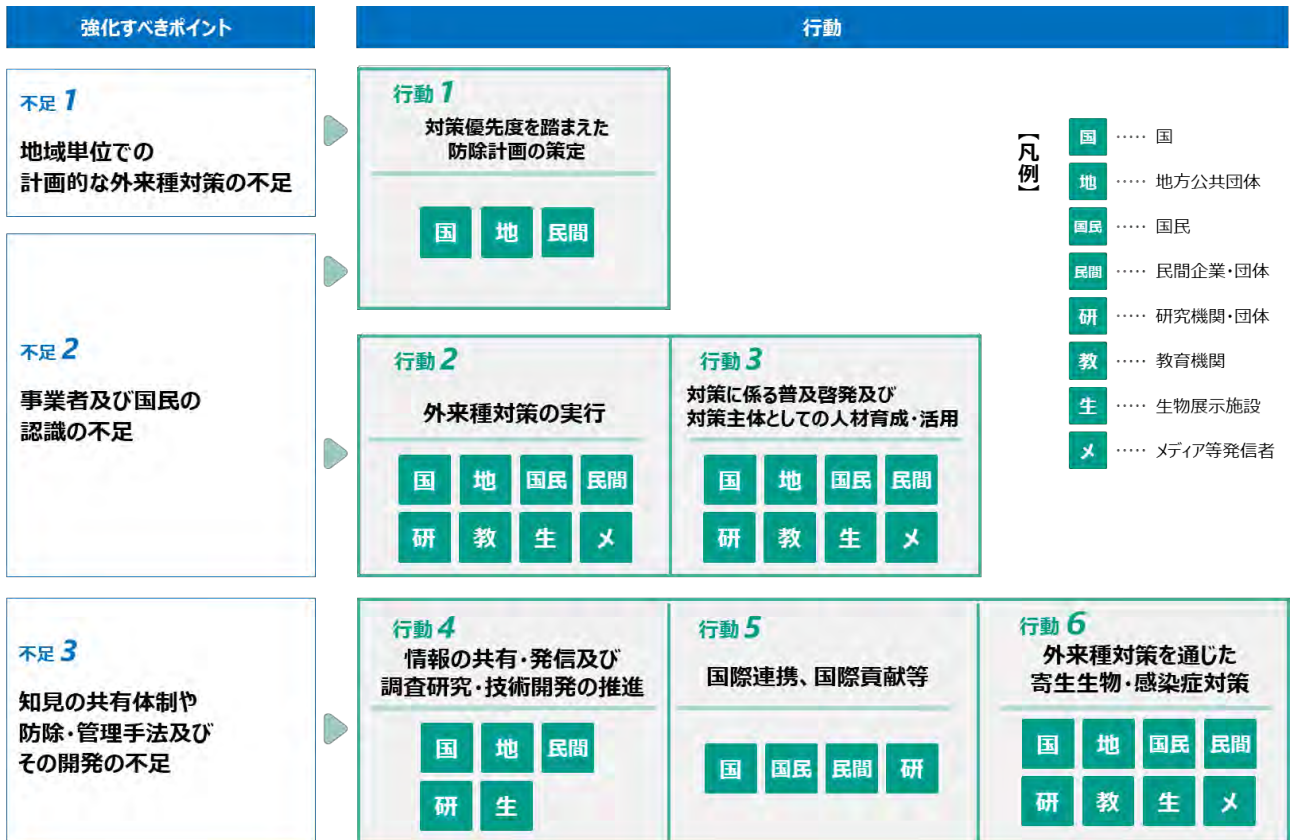 強化すべきポイント
行動
不足 1
地域単位での
計画的な外来種対策の不足
行動 1
対策優先度を踏まえた
防除計画の策定
国 地 民間
【凡例】
国 ‥‥‥ 国
地 ‥‥‥ 地方公共団体
国民 ‥‥‥ 国民
民間 ‥‥‥ 民間企業・団体
研 ‥‥‥ 研究機関・団体
教 ‥‥‥ 教育機関
生 ‥‥‥ 生物展示施設
メ ‥‥‥ メディア等発信者
不足 2
事業者及び国民の
認識の不足
行動 2
外来種対策の実行
国 地 国民 民間
研 教 生 メ
行動 3
対策に係る普及啓発及び
対策主体としての人材育成・活用
国 地 国民 民間
研 教 生 メ
不足 3
知見の共有体制や
防除・管理手法及び
その開発の不足
行動 4
情報の共有・発信及び
調査研究・技術開発の推進
国 地 民間
研 生
行動 5
国際連携、国際貢献等
国 国民 民間 研
行動 6
外来種対策を通じた
寄生生物・感染症対策
国 地 国民 民間
研 教 生 メ